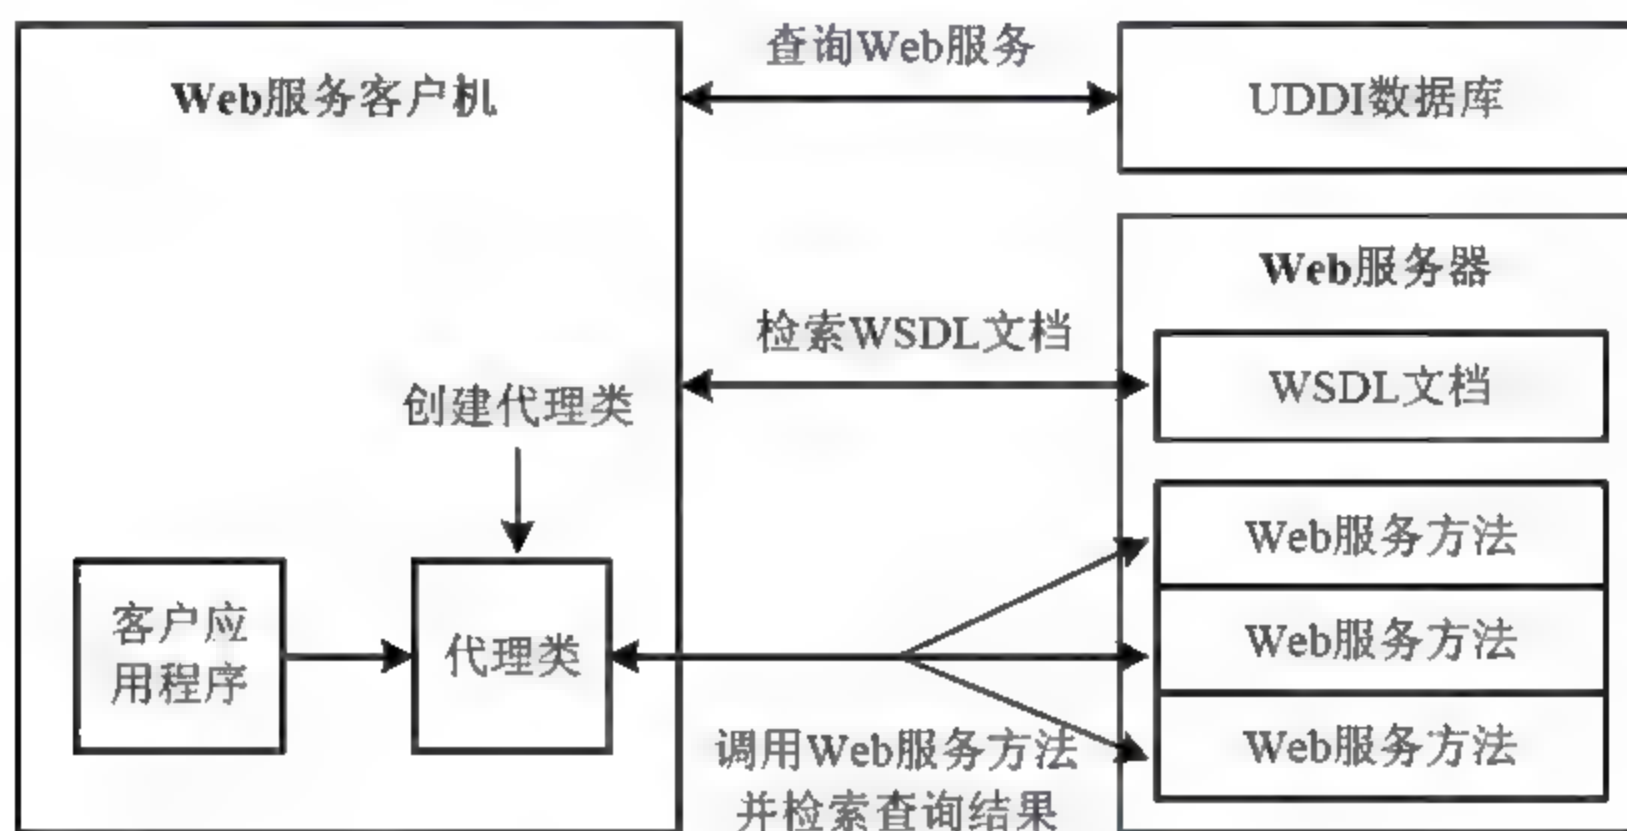 查询Web服务
Web服务客户机
UDDI数据库
Web服务器
检索WSDL文档
WSDL文档
创建代理类
Web服务方法
客户应
用程序
代理类
Web服务方法
调用Web服务方法
并检索查询结果
Web服务方法